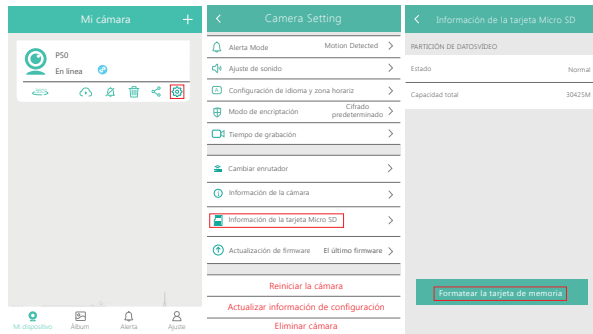 Mi cámara
+
PS0
En línea
Mi dispositivo
Álbum
Alerta
Ajuste
Camera Setting
Alerta Mode
Motion Detected
Ajuste de sonido
Configuración de idioma y zona horariz
Modo de encriptación
Cifrado
predeterminado
Tiempo de grabación
Cambiar enrutador
Información de la cámara
Información de la tarjeta Micro SD
Actualización de firmware
El último firmware
Reiniciar la cámara
Actualizar información de configuración
Eliminar cámara
Información de la tarjeta Micro SD
PARTICIÓN DE DATOSVÍDEO
Estado
Normal
Capacidad total
30425M
Formatear la tarjeta de memoria